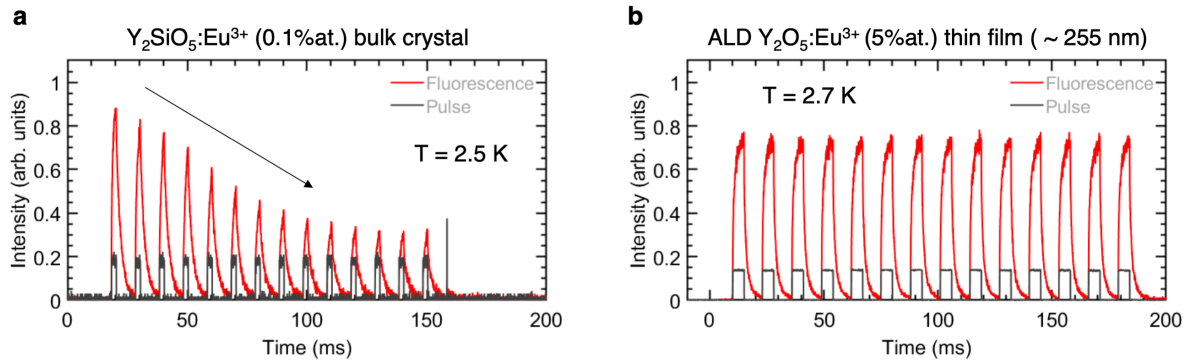 a
Y₂SiO₅:Eu³⁺ (0.1%at.) bulk crystal
1
0.8
0.6
0.4
0.2
0
Intensity (arb. units)
Fluorescence
Pulse
T = 2.5 K
0 50 100 150 200
Time (ms)
b
ALD Y₂O₅:Eu³⁺ (5%at.) thin film ( ~ 255 nm)
1
0.8
0.6
0.4
0.2
0
Intensity (arb. units)
Fluorescence
Pulse
T = 2.7 K
0 50 100 150 200
Time (ms)